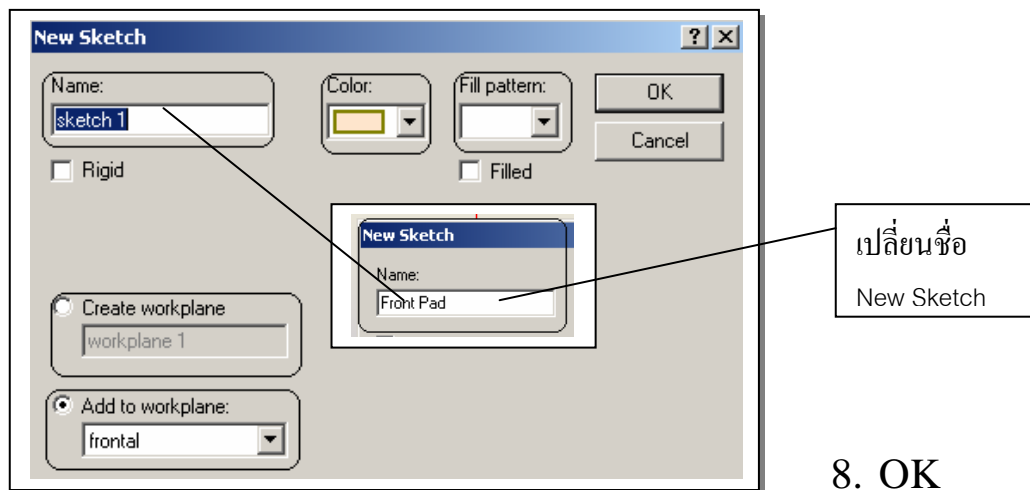 New Sketch
Name:
sketch 1
Rigid
Color:
Fill pattern:
Filled
OK
Cancel
New Sketch
Name:
Front Pad
เปลี่ยนชื่อ
New Sketch
Create workplane
workplane 1
Add to workplane:
frontal
8. OK